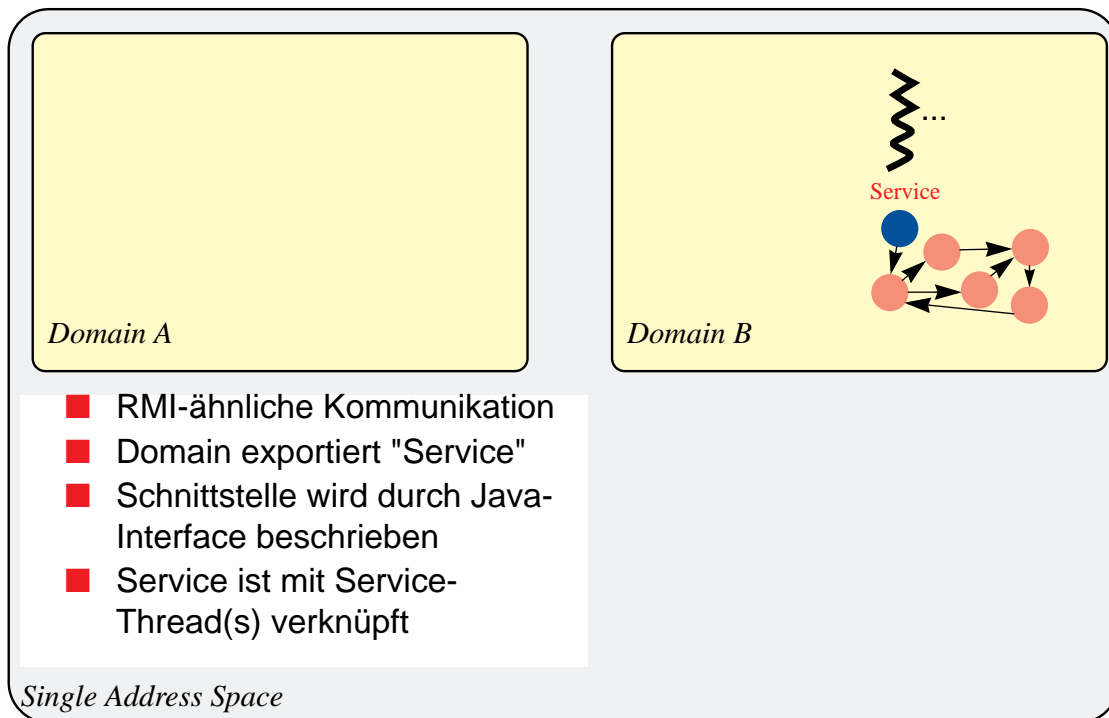 ...
Service
Domain A
Domain B
RMI-ähnliche Kommunikation
Domain exportiert "Service"
Schnittstelle wird durch Java-
Interface beschrieben
Service ist mit Service-
Thread(s) verknüpft
Single Address Space